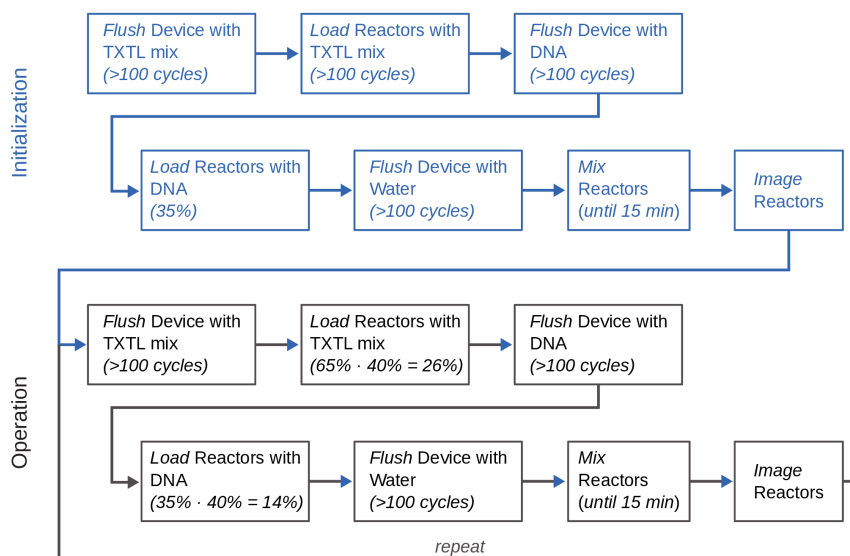 Initialization
Flush Device with
TXTL mix
(>100 cycles)
Load Reactors with
TXTL mix
(>100 cycles)
Flush Device with
DNA
(>100 cycles)
Load Reactors with
DNA
(35%)
Flush Device with
Water
(>100 cycles)
Mix
Reactors
(until 15 min)
Image
Reactors
Operation
Flush Device with
TXTL mix
(>100 cycles)
Load Reactors with
TXTL mix
(65% · 40% = 26%)
Flush Device with
DNA
(>100 cycles)
Load Reactors with
DNA
(35% · 40% = 14%)
Flush Device with
Water
(>100 cycles)
Mix
Reactors
(until 15 min)
Image
Reactors
repeat